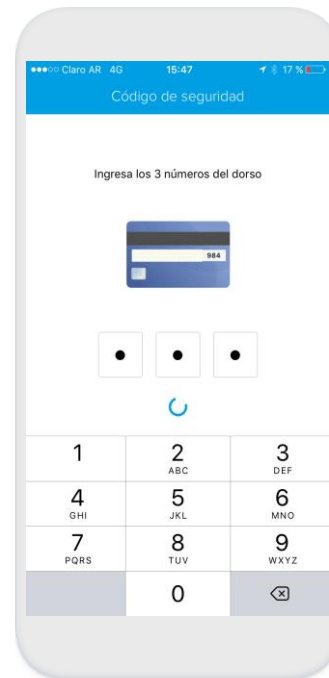 Claro AR 4G 15:47 17 %
Código de seguridad
Ingresa los 3 números del dorso
984
1 2 3
ABC DEF
4 5 6
GHI JKL MNO
7 8 9
PQRS TUV WXYZ
0